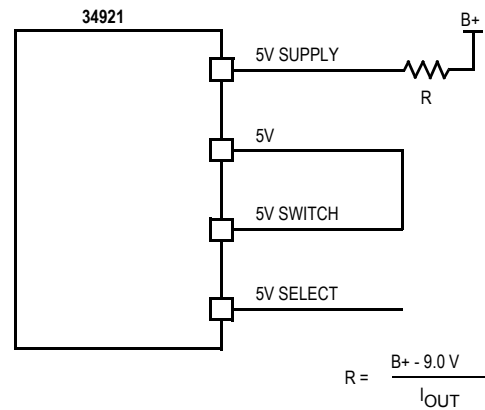 34921
B+
5V SUPPLY
R
5V
5V SWITCH
5V SELECT
R = B+ - 9.0 V
IOUT